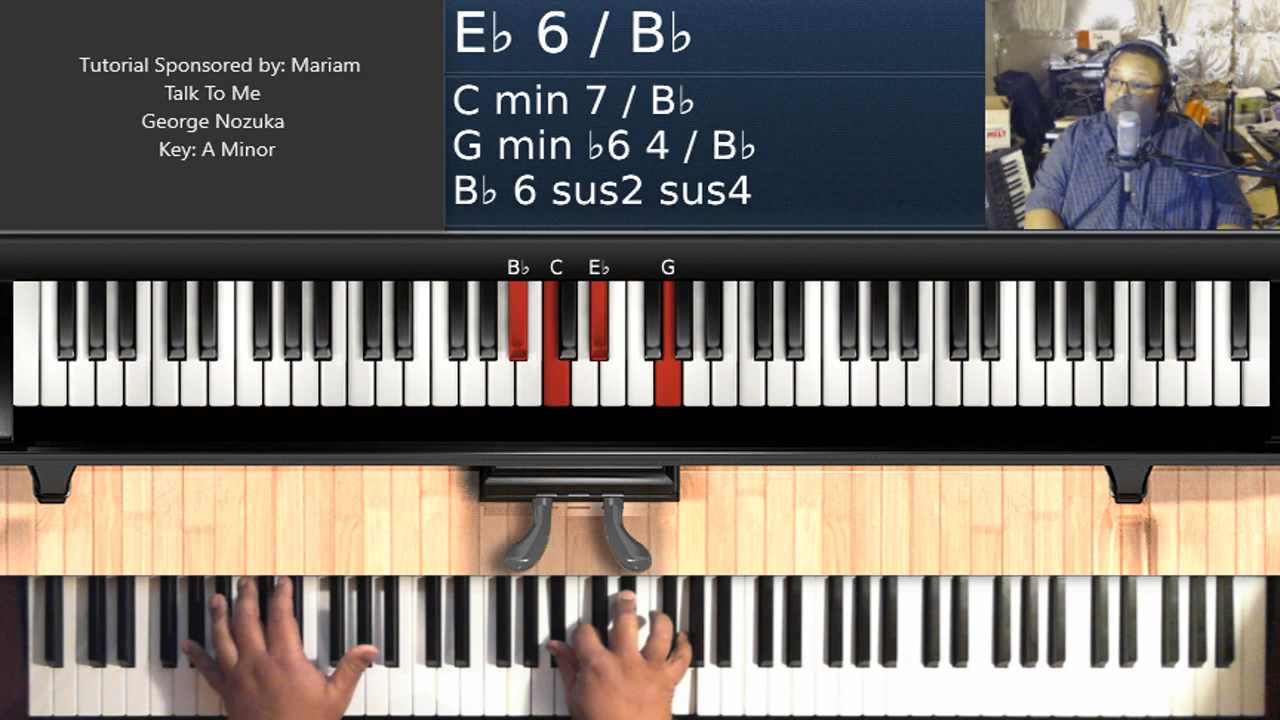 Tutorial Sponsored by: Mariam
Talk To Me
George Nozuka
Key: A Minor
E♭ 6 / B♭
C min 7 / B♭
G min ♭6 4 / B♭
B♭ 6 sus2 sus4
B♭ C E♭ G